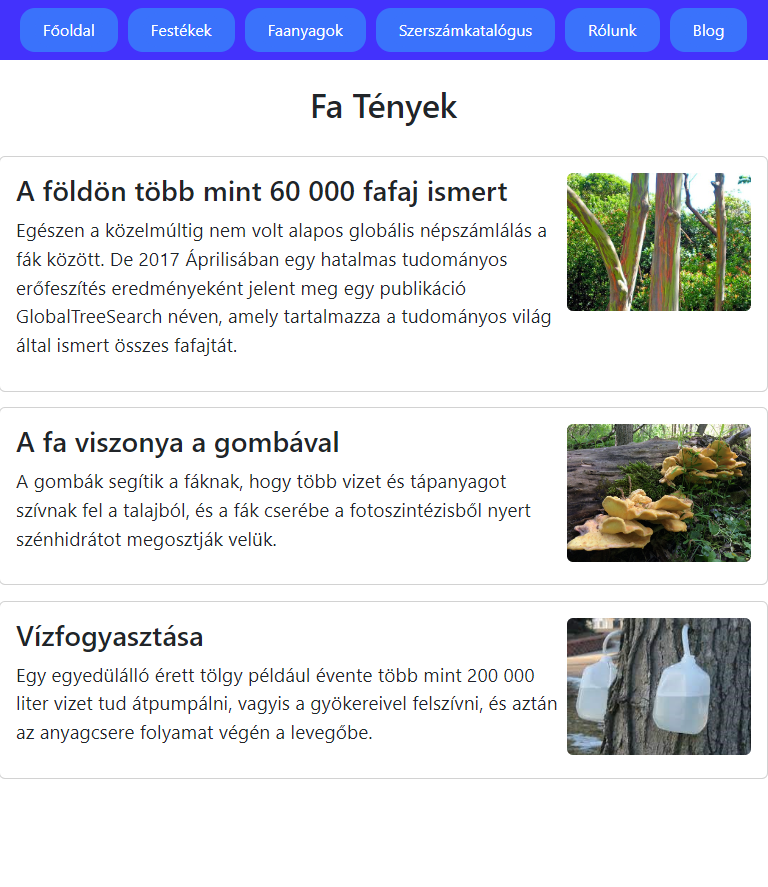 Főoldal Festékek Faanyagok Szerszámkatalógus Rólunk Blog
Fa Tények
A földön több mint 60 000 fafaj ismert
Egészen a közelmúltig nem volt alapos globális népszámlálás a
fák között. De 2017 Áprilisában egy hatalmas tudományos
erőfeszítés eredményeként jelent meg egy publikáció
GlobalTreeSearch néven, amely tartalmazza a tudományos világ
által ismert összes fafajtát.
A fa viszonya a gombával
A gombák segítik a fáknak, hogy több vizet és tápanyagot
szívnak fel a talajból, és a fák cserébe a fotoszintézisből nyert
szénhidrátot megosztják velük.
Vízfogyasztása
Egy egyedülálló érett tölgy például évente több mint 200 000
liter vizet tud átpumpálni, vagyis a gyökereivel felszívni, és aztán
az anyagcsere folyamat végén a levegőbe.